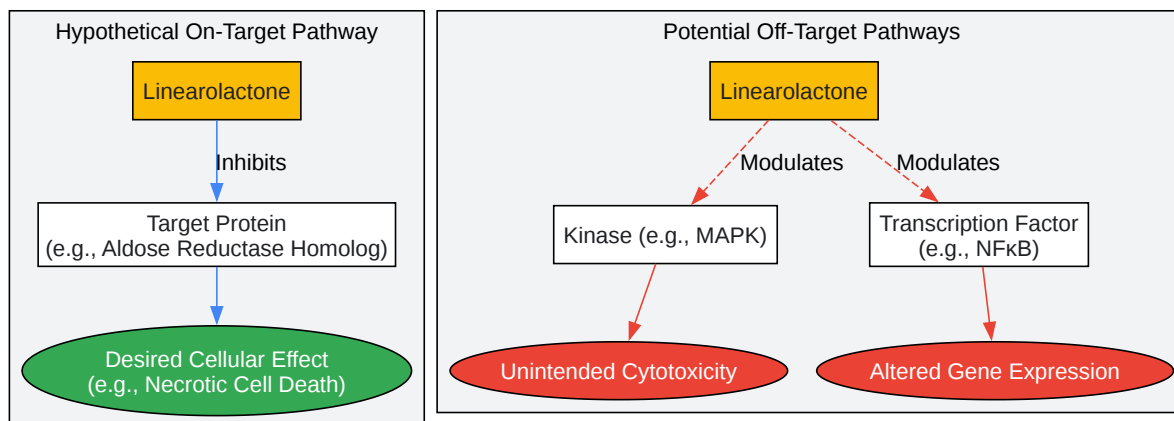 Hypothetical On-Target Pathway
Linearolactone
Inhibits
Target Protein
(e.g., Aldose Reductase Homolog)
Desired Cellular Effect
(e.g., Necrotic Cell Death)
Potential Off-Target Pathways
Linearolactone
Modulates
Modulates
Kinase (e.g., MAPK)
Transcription Factor
(e.g., NFκB)
Unintended Cytotoxicity
Altered Gene Expression